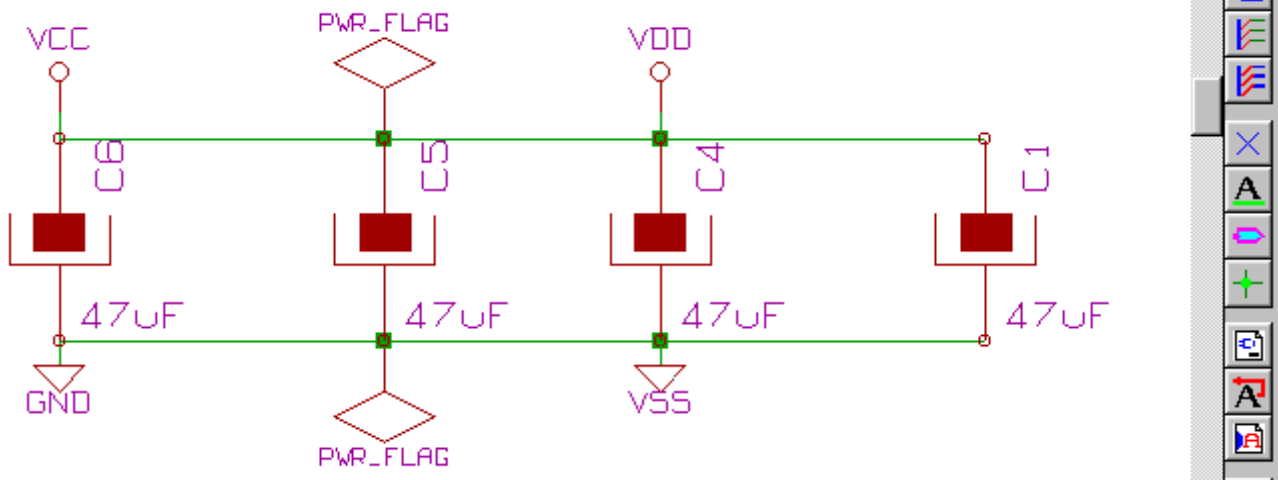 PWR_FLAG
VCC
VDD
C6
C5
C4
C1
47uF
47uF
47uF
47uF
GND
VSS
PWR_FLAG
A
A
A